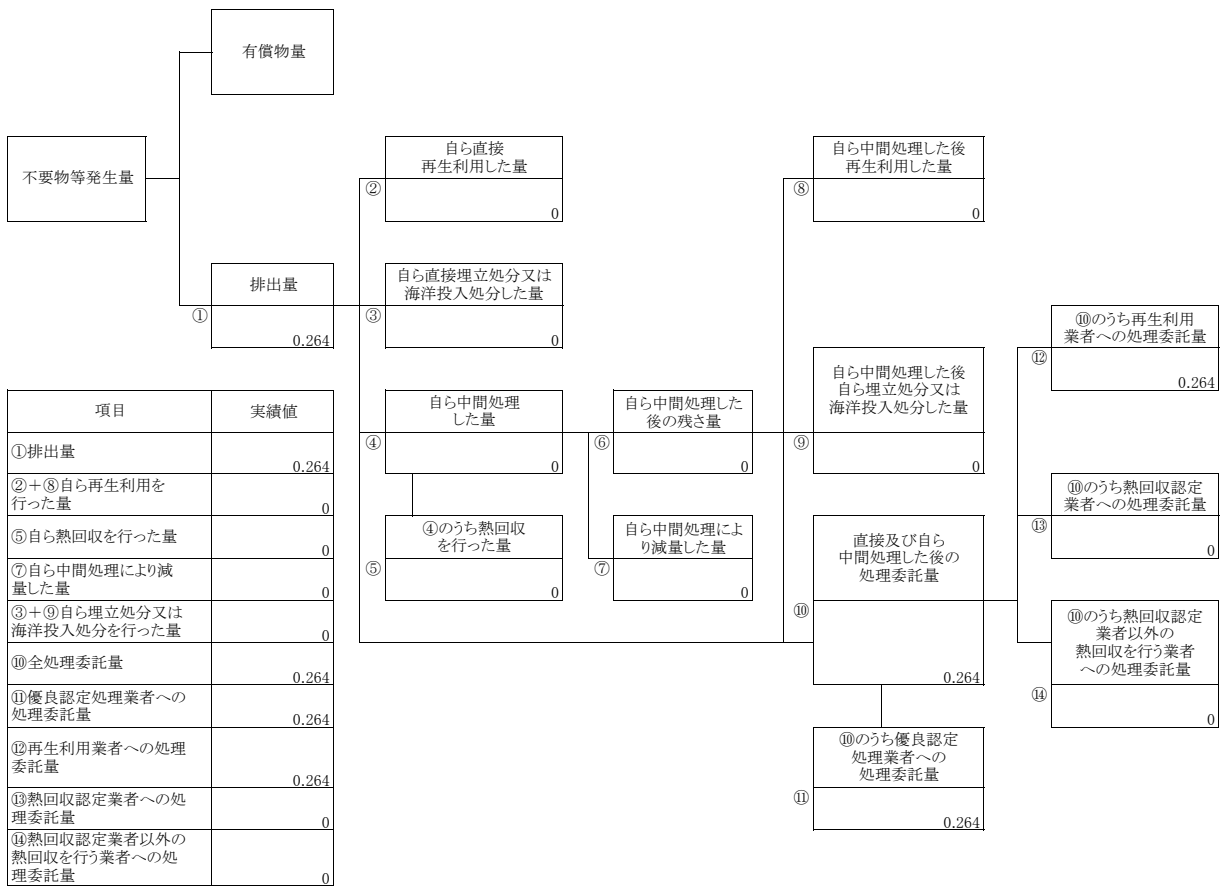 有償物量
不要物等発生量
排出量
①
0.264
自ら直接
再生利用した量
②
0
自ら直接埋立処分又は
海洋投入処分した量
③
0
自ら中間処理
した量
④
0
④のうち熱回収
を行った量
⑤
0
自ら中間処理した
後の残さ量
⑥
0
自ら中間処理によ
り減量した量
⑦
0
自ら中間処理した後
再生利用した量
⑧
0
自ら中間処理した後
自ら埋立処分又は
海洋投入処分した量
⑨
0
直接及び自ら
中間処理した後の
処理委託量
⑩
0.264
⑩のうち優良認定
処理業者への
処理委託量
⑪
0.264
⑩のうち再生利用
業者への処理委託量
⑫
0.264
⑩のうち熱回収認定
業者への処理委託量
⑬
0
⑩のうち熱回収認定
業者以外の
熱回収を行う業者
への処理委託量
⑭
0
項目 実績値
①排出量
0.264
②＋⑧自ら再生利用を
行った量
0
⑤自ら熱回収を行った量
0
⑦自ら中間処理により減
量した量
0
③＋⑨自ら埋立処分又は
海洋投入処分を行った量
0
⑩全処理委託量
0.264
⑪優良認定処理業者への
処理委託量
0.264
⑫再生利用業者への処理
委託量
0.264
⑬熱回収認定業者への処
理委託量
0
⑭熱回収認定業者以外の
熱回収を行う業者への処
理委託量
0